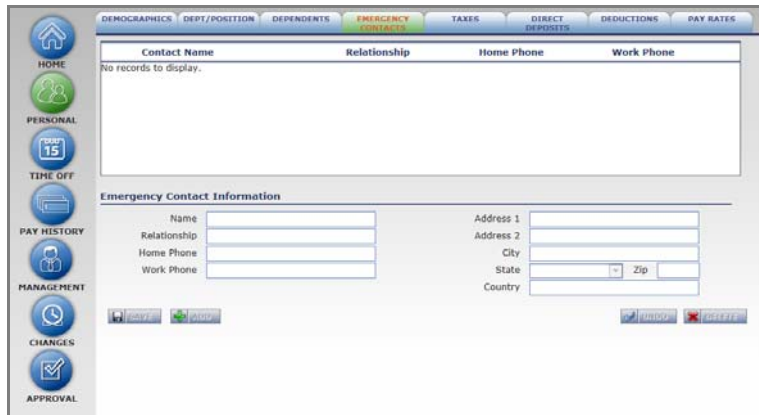 DEMOGRAPHICS DEPT/POSITION DEPENDENTS EMERGENCY CONTACTS TAXES DIRECT DEPOSITS DEDUCTIONS PAY RATES
HOME
PERSONAL
15
TIME OFF
PAY HISTORY
MANAGEMENT
CHANGES
APPROVAL
Contact Name Relationship Home Phone Work Phone
No records to display.
Emergency Contact Information
Name
Relationship
Home Phone
Work Phone
Address 1
Address 2
City
State Zip
Country
SAVE ADD UNDO DELETE